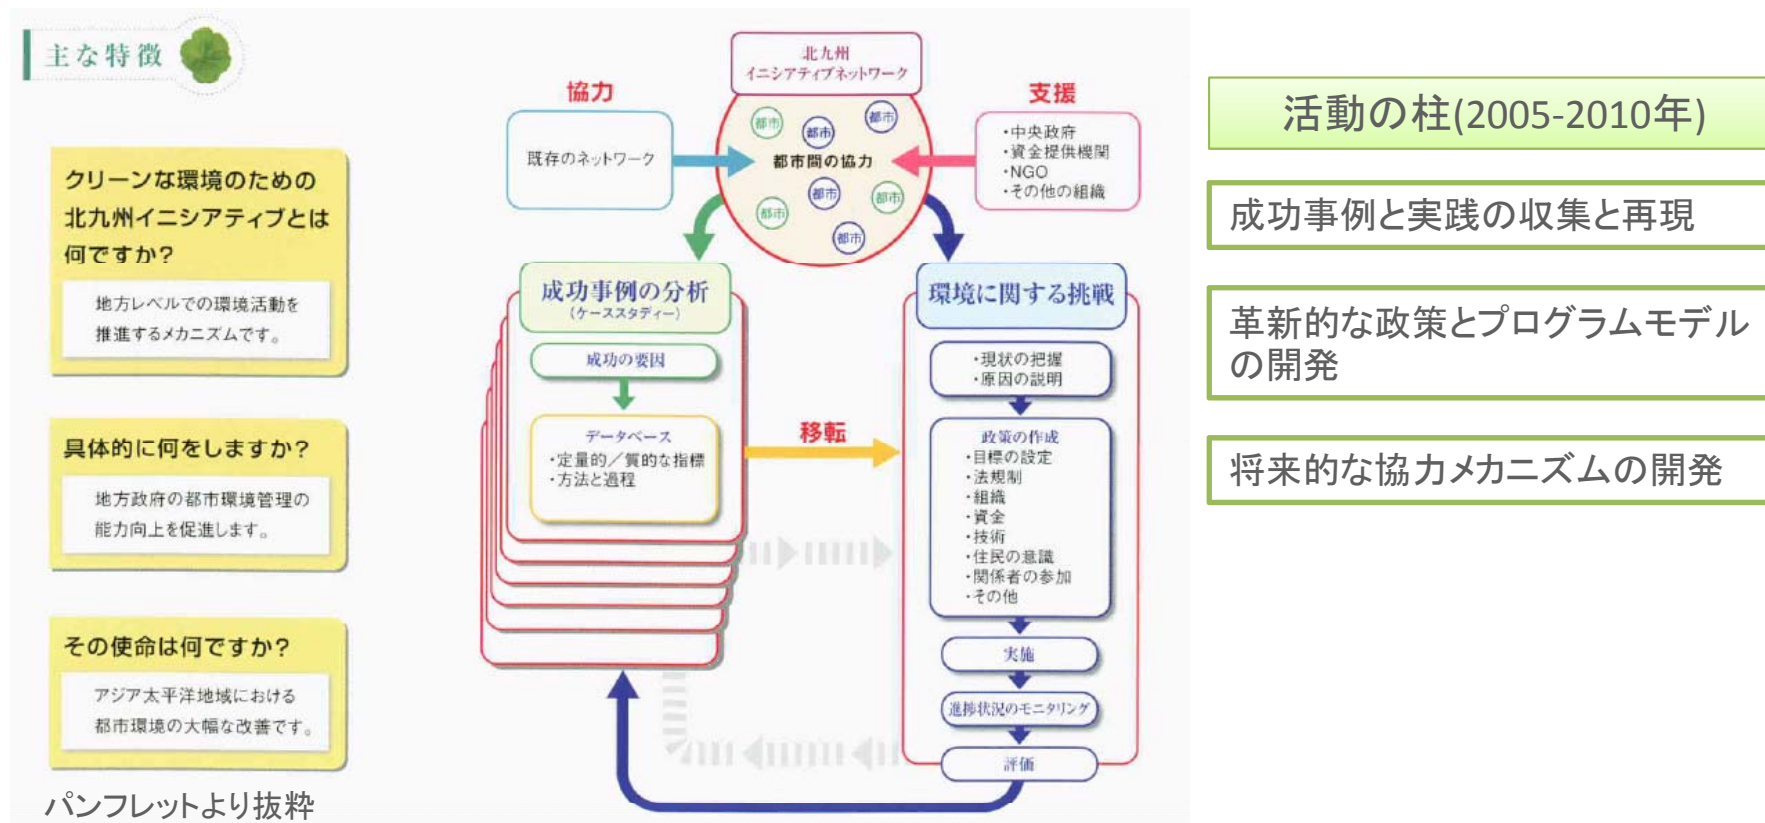 主な特徴
クリーンな環境のための
北九州イニシアティブとは
何ですか？
地方レベルでの環境活動を
推進するメカニズムです。
具体的に何をしますか？
地方政府の都市環境管理の
能力向上を促進します。
その使命は何ですか？
アジア太平洋地域における
都市環境の大幅な改善です。
パンフレットより抜粋
北九州
イニシアティブネットワーク
協力
既存のネットワーク
都市
都市
都市
都市間の協力
都市
都市
都市
都市
支援
・中央政府
・資金提供機関
・NGO
・その他の組織
成功事例の分析
(ケーススタディー)
成功の要因
データベース
・定量的／質的な指標
・方法と過程
移転
環境に関する挑戦
・現状の把握
・原因の説明
政策の作成
・目標の設定
・法規制
・組織
・資金
・技術
・住民の意識
・関係者の参加
・その他
実施
進捗状況のモニタリング
評価
活動の柱(2005-2010年)
成功事例と実践の収集と再現
革新的な政策とプログラムモデル
の開発
将来的な協力メカニズムの開発